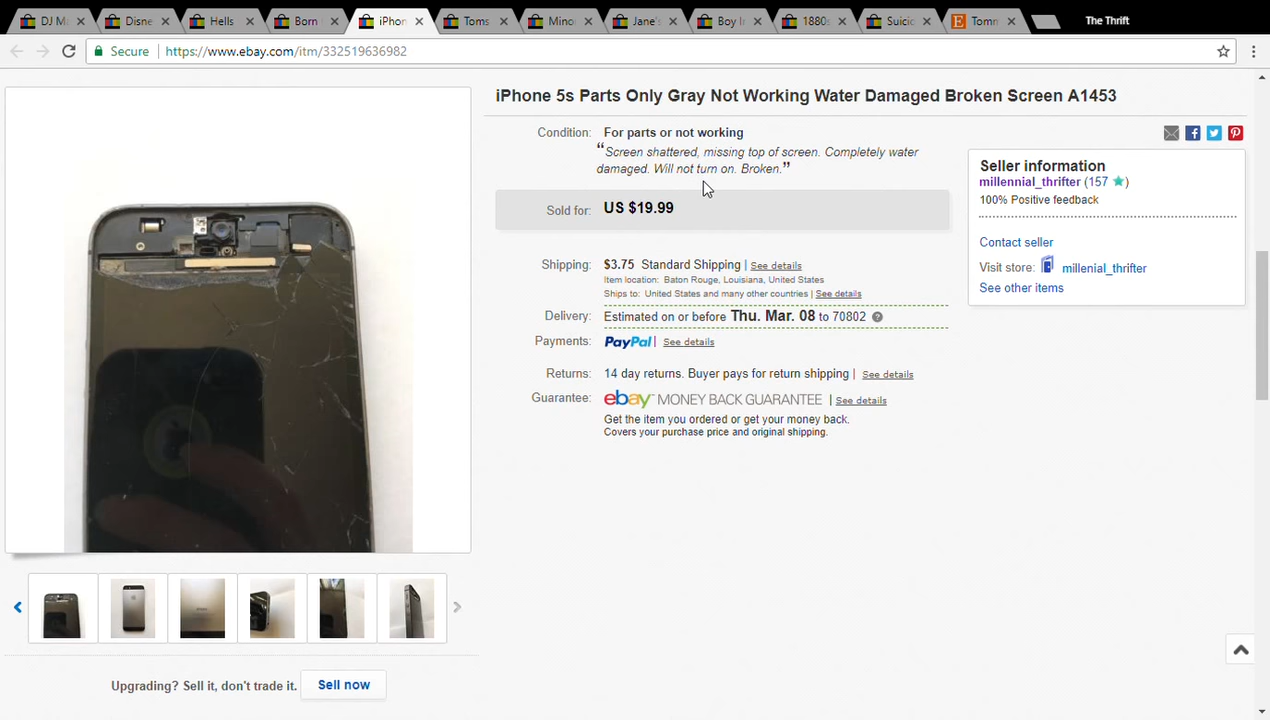 DJ M
Disne
Hells
Born
iPhon
Toms
Mino
Jane's
Boy I
1880s
Suici
Tomm
The Thrift
Secure
https://www.ebay.com/itm/332519636982
iPhone 5s Parts Only Gray Not Working Water Damaged Broken Screen A1453
Condition: For parts or not working
“Screen shattered, missing top of screen. Completely water
damaged. Will not turn on. Broken.”
Sold for: US $19.99
Shipping: $3.75 Standard Shipping | See details
Item location: Baton Rouge, Louisiana, United States
Ships to: United States and many other countries | See details
Delivery: Estimated on or before Thu. Mar. 08 to 70802
Payments: PayPal | See details
Returns: 14 day returns. Buyer pays for return shipping | See details
Guarantee: ebay MONEY BACK GUARANTEE | See details
Get the item you ordered or get your money back.
Covers your purchase price and original shipping.
Seller information
millennial_thrifter (157 ★)
100% Positive feedback
Contact seller
Visit store: millenial_thrifter
See other items
Upgrading? Sell it, don't trade it.
Sell now